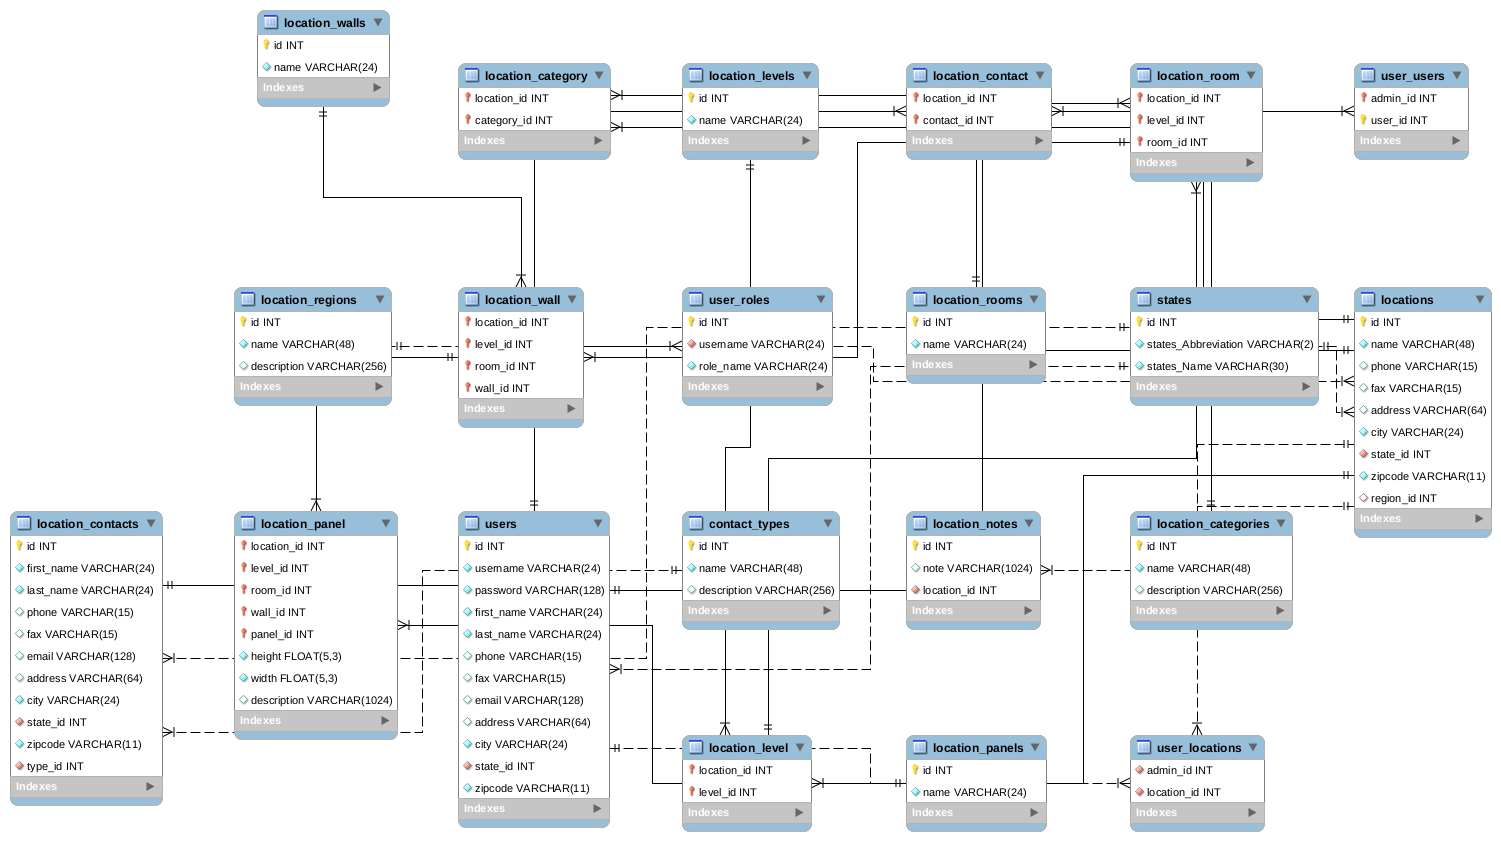 location_walls
id INT
name VARCHAR(24)
Indexes
location_category
location_id INT
category_id INT
Indexes
location_levels
id INT
name VARCHAR(24)
Indexes
location_contact
location_id INT
contact_id INT
Indexes
location_room
location_id INT
level_id INT
room_id INT
Indexes
user_users
admin_id INT
user_id INT
Indexes
location_regions
id INT
name VARCHAR(48)
description VARCHAR(256)
Indexes
location_wall
location_id INT
level_id INT
room_id INT
wall_id INT
Indexes
user_roles
id INT
username VARCHAR(24)
role_name VARCHAR(24)
Indexes
location_rooms
id INT
name VARCHAR(24)
Indexes
states
id INT
states_Abbreviation VARCHAR(2)
states_Name VARCHAR(30)
Indexes
locations
id INT
name VARCHAR(48)
phone VARCHAR(15)
fax VARCHAR(15)
address VARCHAR(64)
city VARCHAR(24)
state_id INT
zipcode VARCHAR(11)
region_id INT
Indexes
location_contacts
id INT
first_name VARCHAR(24)
last_name VARCHAR(24)
phone VARCHAR(15)
fax VARCHAR(15)
email VARCHAR(128)
address VARCHAR(64)
city VARCHAR(24)
state_id INT
zipcode VARCHAR(11)
type_id INT
Indexes
location_panel
location_id INT
level_id INT
room_id INT
wall_id INT
panel_id INT
height FLOAT(5,3)
width FLOAT(5,3)
description VARCHAR(1024)
Indexes
users
id INT
username VARCHAR(24)
password VARCHAR(128)
first_name VARCHAR(24)
last_name VARCHAR(24)
phone VARCHAR(15)
fax VARCHAR(15)
email VARCHAR(128)
address VARCHAR(64)
city VARCHAR(24)
state_id INT
zipcode VARCHAR(11)
Indexes
contact_types
id INT
name VARCHAR(48)
description VARCHAR(256)
Indexes
location_notes
id INT
note VARCHAR(1024)
location_id INT
Indexes
location_categories
id INT
name VARCHAR(48)
description VARCHAR(256)
Indexes
location_level
location_id INT
level_id INT
Indexes
location_panels
id INT
name VARCHAR(24)
Indexes
user_locations
admin_id INT
location_id INT
Indexes